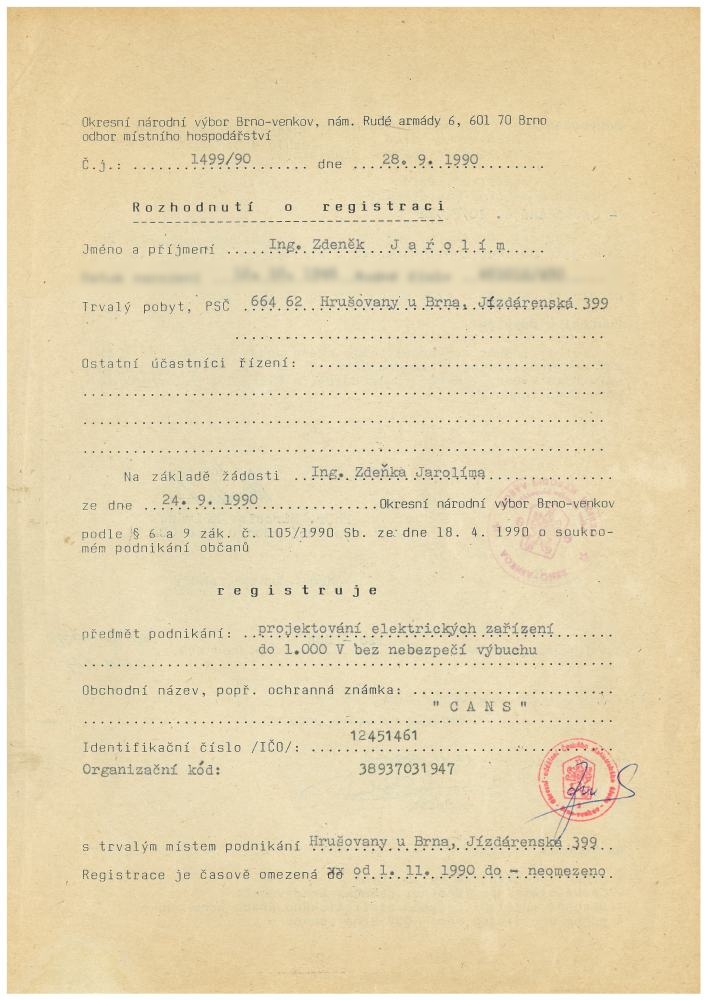 Okresní národní výbor Brno-venkov, nám. Rudé armády 6, 601 70 Brno
odbor místního hospodářství
Č.j.: 1499/90 dne 28. 9. 1990
Rozhodnutí o registraci
Jméno a příjmení Ing. Zdeněk Jarolím
Trvalý pobyt, PSČ 664 62 Hrušovany u Brna, Jízdárenská 399
Ostatní účastníci řízení:
Na základě žádosti Ing. Zdeňka Jarolíma
ze dne 24. 9. 1990 Okresní národní výbor Brno-venkov
podle § 6 a 9 zák. č. 105/1990 Sb. ze dne 18. 4. 1990 o soukro-
mém podnikání občanů
registruje
předmět podnikání: projektování elektrických zařízení
do 1.000 V bez nebezpečí výbuchu
Obchodní název, popř. ochranná známka:
" CANS "
Identifikační číslo /IČO/: 12451461
Organizační kód: 38937031947
s trvalým místem podnikání Hrušovany u Brna, Jízdárenská 399
Registrace je časově omezená do xx od 1. 11. 1990 do - neomezeno